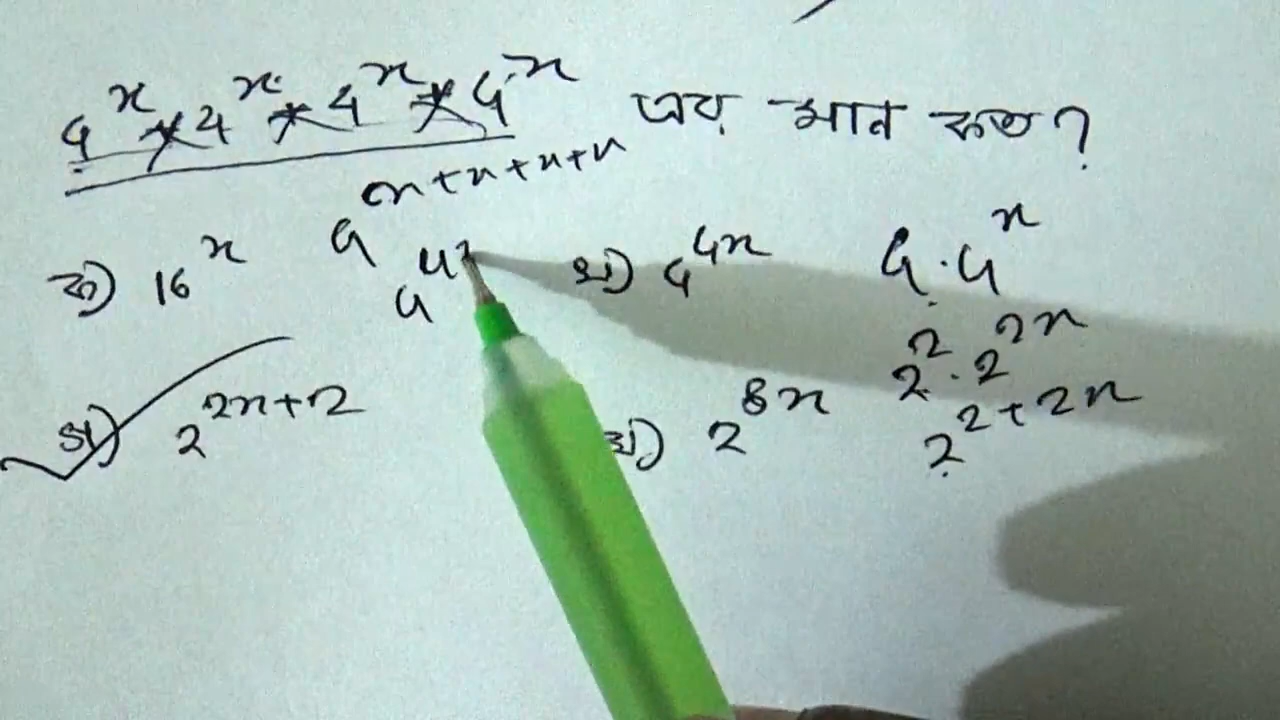 4^x * 4^x * 4^x * 4^x এর মান কত?
4^x+x+x+x
ক) 16^x
4^4x
খ) 4^4x
4 . 4^x
2^2 . 2^2x
2^2+2x
গ) 2^2x+2
ঘ) 2^8x